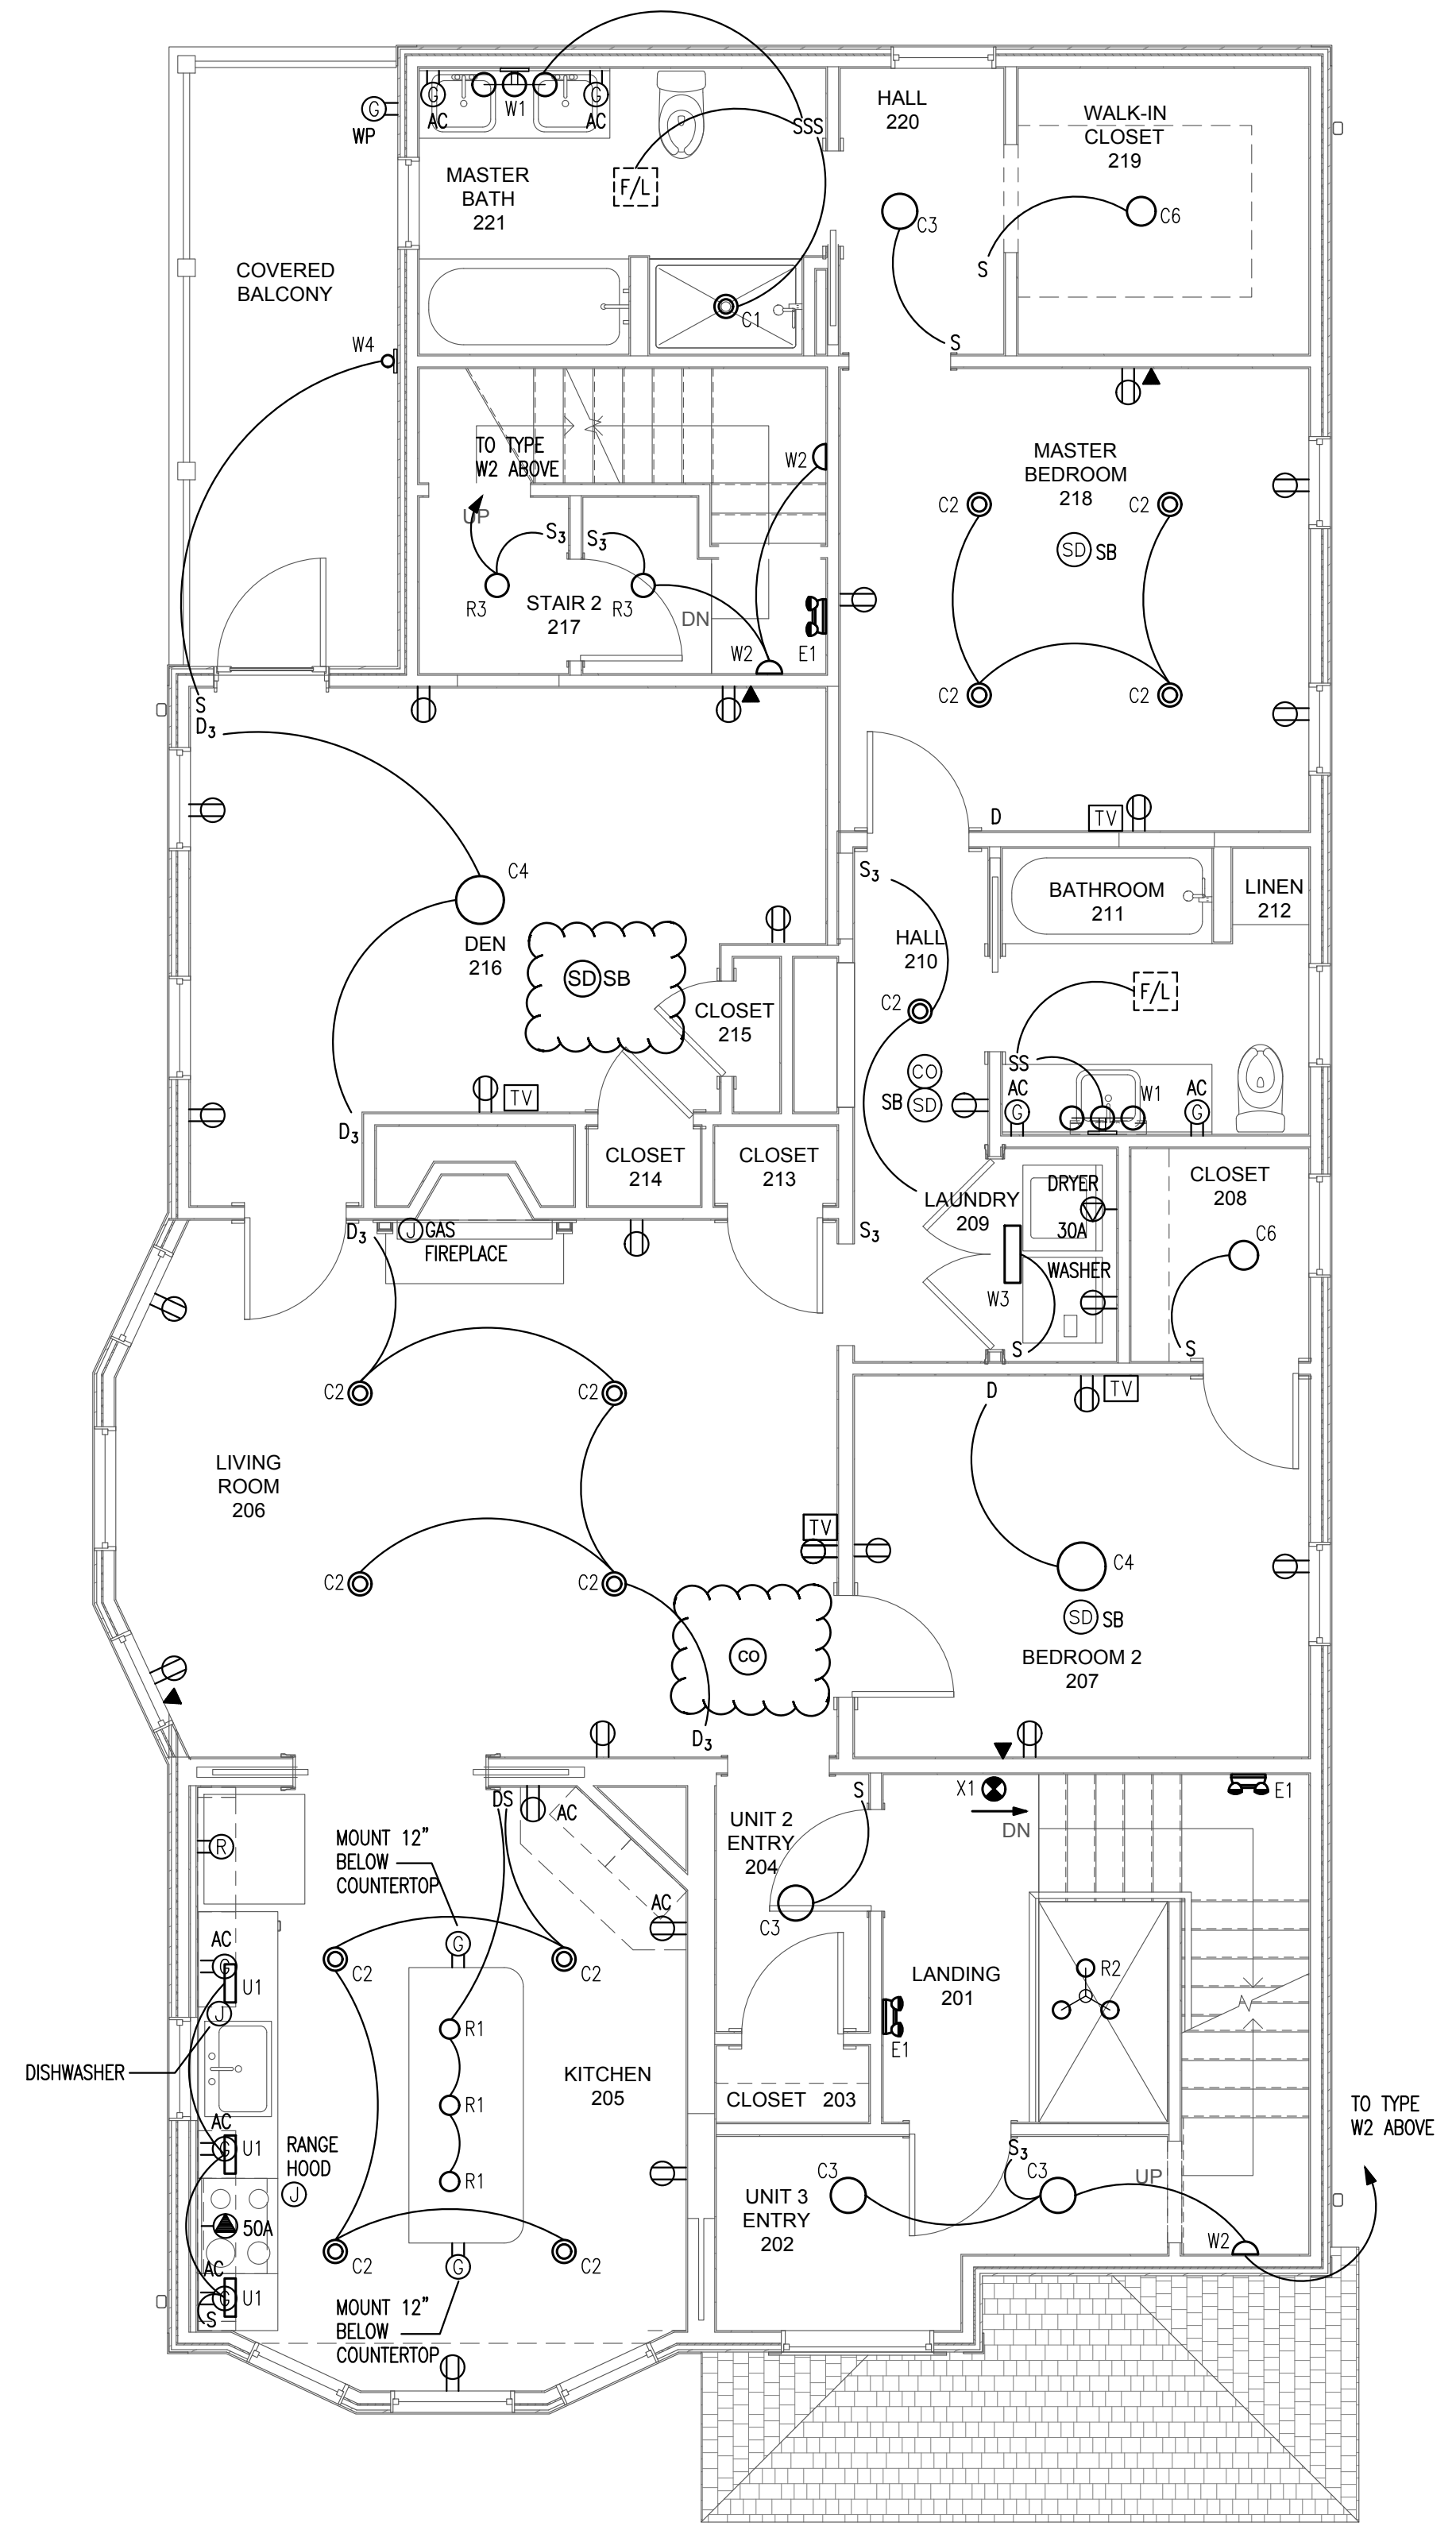 G
WP
G
AC
W1
G
AC
SSS
F/L
MASTER
BATH
221
HALL
220
C3
WALK-IN
CLOSET
219
C6
S
S
COVERED
BALCONY
W4
C1
TO TYPE
W2 ABOVE
UP
S3
S3
R3
STAIR 2
217
R3
DN
W2
W2
E1
MASTER
BEDROOM
218
C2
C2
SD
SB
C2
C2
S
D3
D
TV
C4
DEN
216
SD
SB
S3
HALL
210
C2
BATHROOM
211
LINEN
212
F/L
CLOSET
215
CO
SB
SD
SS
AC
G
W1
AC
G
TV
D3
CLOSET
214
CLOSET
213
LAUNDRY
209
DRYER
30A
WASHER
W3
S
CLOSET
208
C6
S
D3
J
GAS
FIREPLACE
S3
C2
C2
D
TV
LIVING
ROOM
206
TV
C4
C2
C2
SD
SB
CO
BEDROOM 2
207
D3
DS
AC
S
X1
DN
E1
UNIT 2
ENTRY
204
R
MOUNT 12"
BELOW
COUNTERTOP
AC
C3
AC
G
U1
G
C2
C2
J
R1
LANDING
201
R2
E1
DISHWASHER
KITCHEN
205
R1
CLOSET 203
TO TYPE
W2 ABOVE
AC
G
U1
RANGE
HOOD
J
R1
S3
C3
C3
UP
50A
UNIT 3
ENTRY
202
W2
C2
C2
G
AC
G
U1
S
MOUNT 12"
BELOW
COUNTERTOP